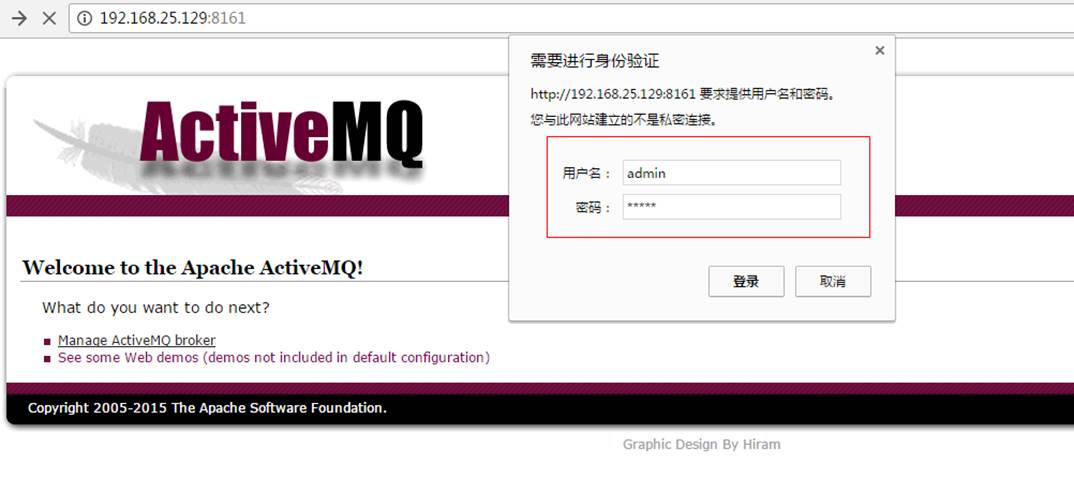 192.168.25.129:8161
需要进行身份验证
http://192.168.25.129:8161 要求提供用户名和密码。
您与此网站建立的不是私密连接。
用户名： admin
密码： *****
登录 取消
ActiveMQ
Welcome to the Apache ActiveMQ!
What do you want to do next?
Manage ActiveMQ broker
See some Web demos (demos not included in default configuration)
Copyright 2005-2015 The Apache Software Foundation.
Graphic Design By Hiram